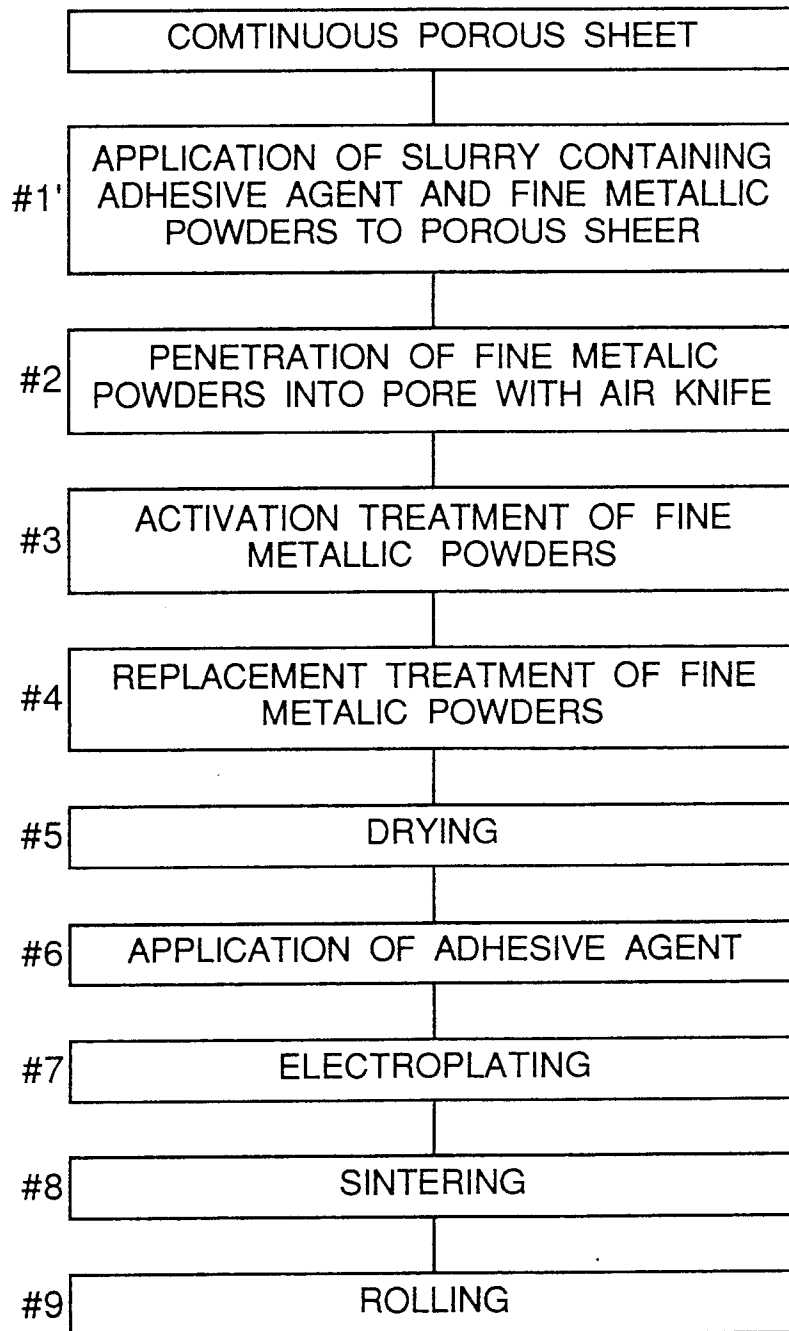 COMTINUOUS POROUS SHEET
#1'
APPLICATION OF SLURRY CONTAINING
ADHESIVE AGENT AND FINE METALLIC
POWDERS TO POROUS SHEER
#2
PENETRATION OF FINE METALIC
POWDERS INTO PORE WITH AIR KNIFE
#3
ACTIVATION TREATMENT OF FINE
METALLIC POWDERS
#4
REPLACEMENT TREATMENT OF FINE
METALIC POWDERS
#5
DRYING
#6
APPLICATION OF ADHESIVE AGENT
#7
ELECTROPLATING
#8
SINTERING
#9
ROLLING